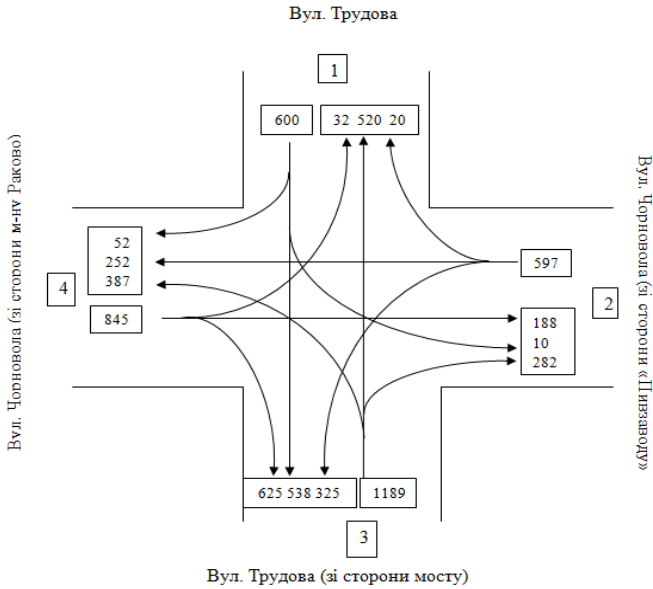 Вул. Трудова
1
600
32 520 20
Вул. Чорновола (зі сторони м-ну Раково)
52
252
387
4
845
597
2
188
10
282
Вул. Чорновола (зі сторони «Пивзаводу»
625 538 325
1189
3
Вул. Трудова (зі сторони мосту)